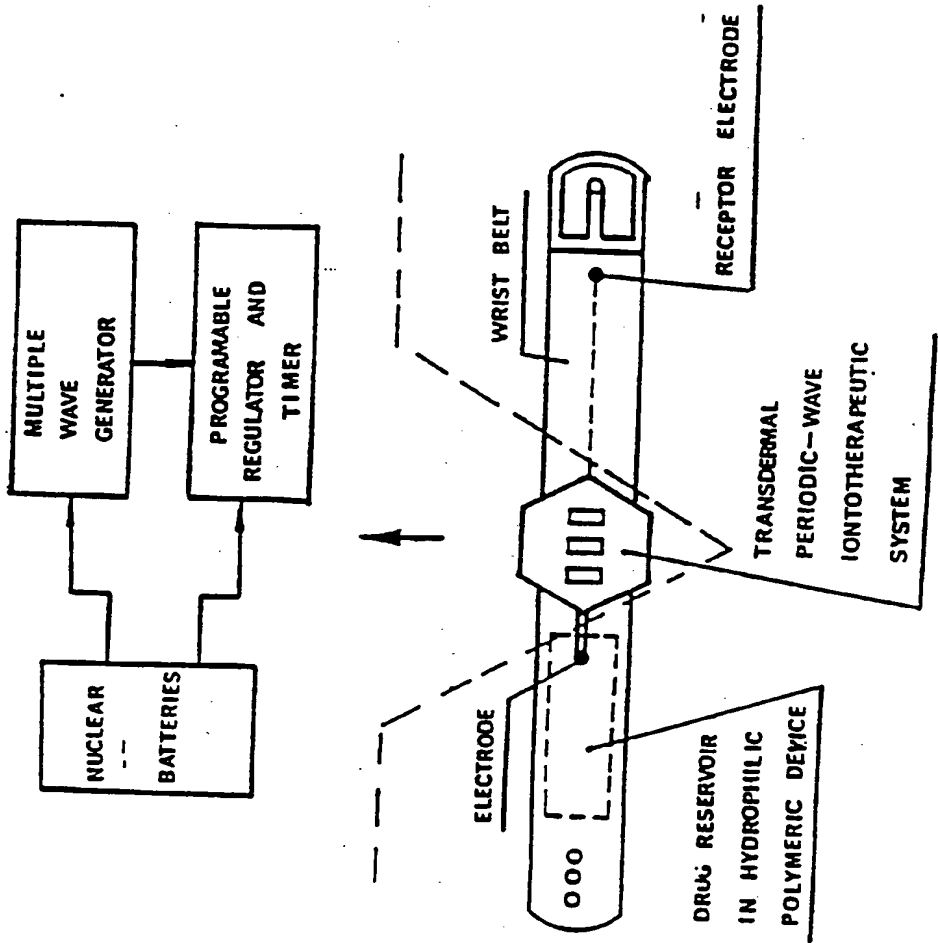 NUCLEAR
BATTERIES
MULTIPLE
WAVE
GENERATOR
PROGRAMABLE
REGULATOR AND
TIMER
ELECTRODE
WRIST BELT
DRUG RESERVOIR
IN HYDROPHILIC
POLYMERIC DEVICE
TRANSDERMAL
PERIODIC-WAVE
IONTOTHERAPEUTIC
SYSTEM
RECEPTOR ELECTRODE